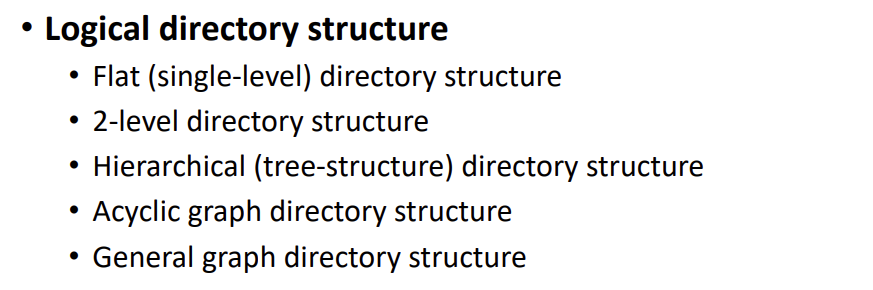 • Logical directory structure
• Flat (single-level) directory structure
• 2-level directory structure
• Hierarchical (tree-structure) directory structure
• Acyclic graph directory structure
• General graph directory structure